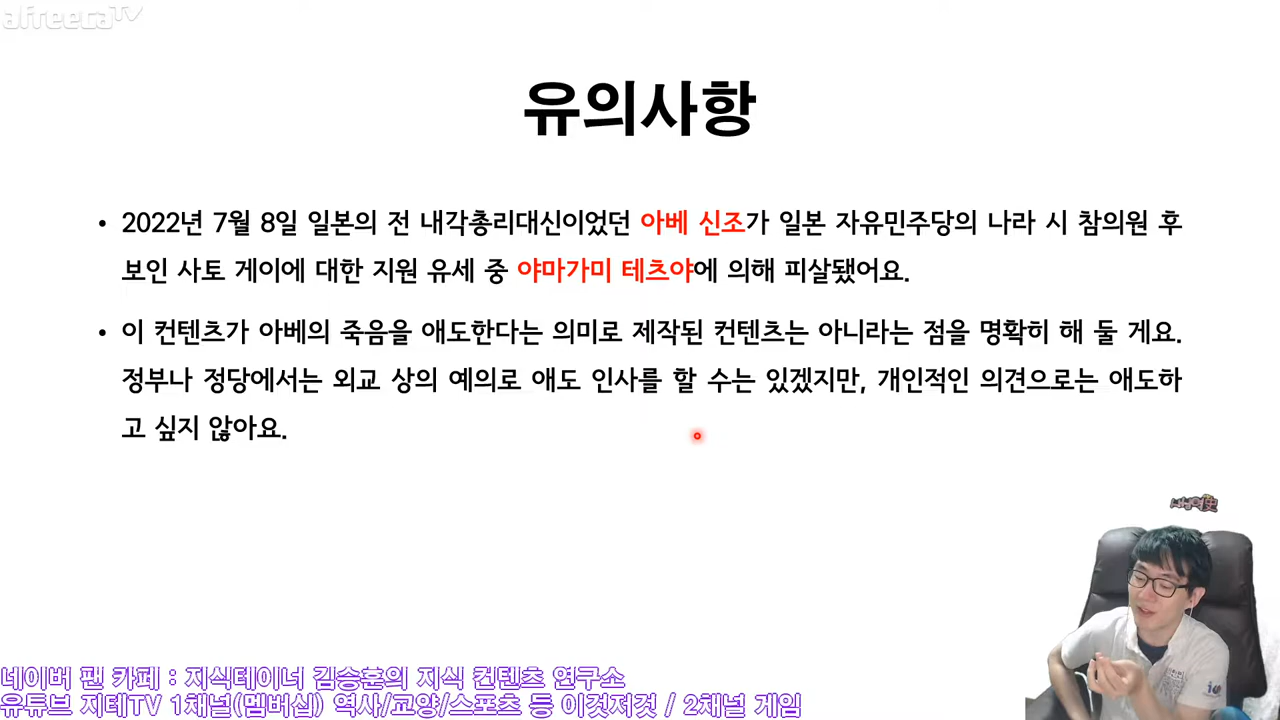 afreecaTV
유의사항
• 2022년 7월 8일 일본의 전 내각총리대신이었던 아베 신조가 일본 자유민주당의 나라 시 참의원 후
보인 사토 게이에 대한 지원 유세 중 야마가미 테츠야에 의해 피살됐어요.
• 이 컨텐츠가 아베의 죽음을 애도한다는 의미로 제작된 컨텐츠는 아니라는 점을 명확히 해 둘 게요.
정부나 정당에서는 외교 상의 예의로 애도 인사를 할 수는 있겠지만, 개인적인 의견으로는 애도하
고 싶지 않아요.
네이버 팬 카페 : 지식테이너 김승훈의 지식 컨텐츠 연구소
유튜브 지테TV 1채널(멤버십) 역사/교양/스포츠 등 이것저것 / 2채널 게임